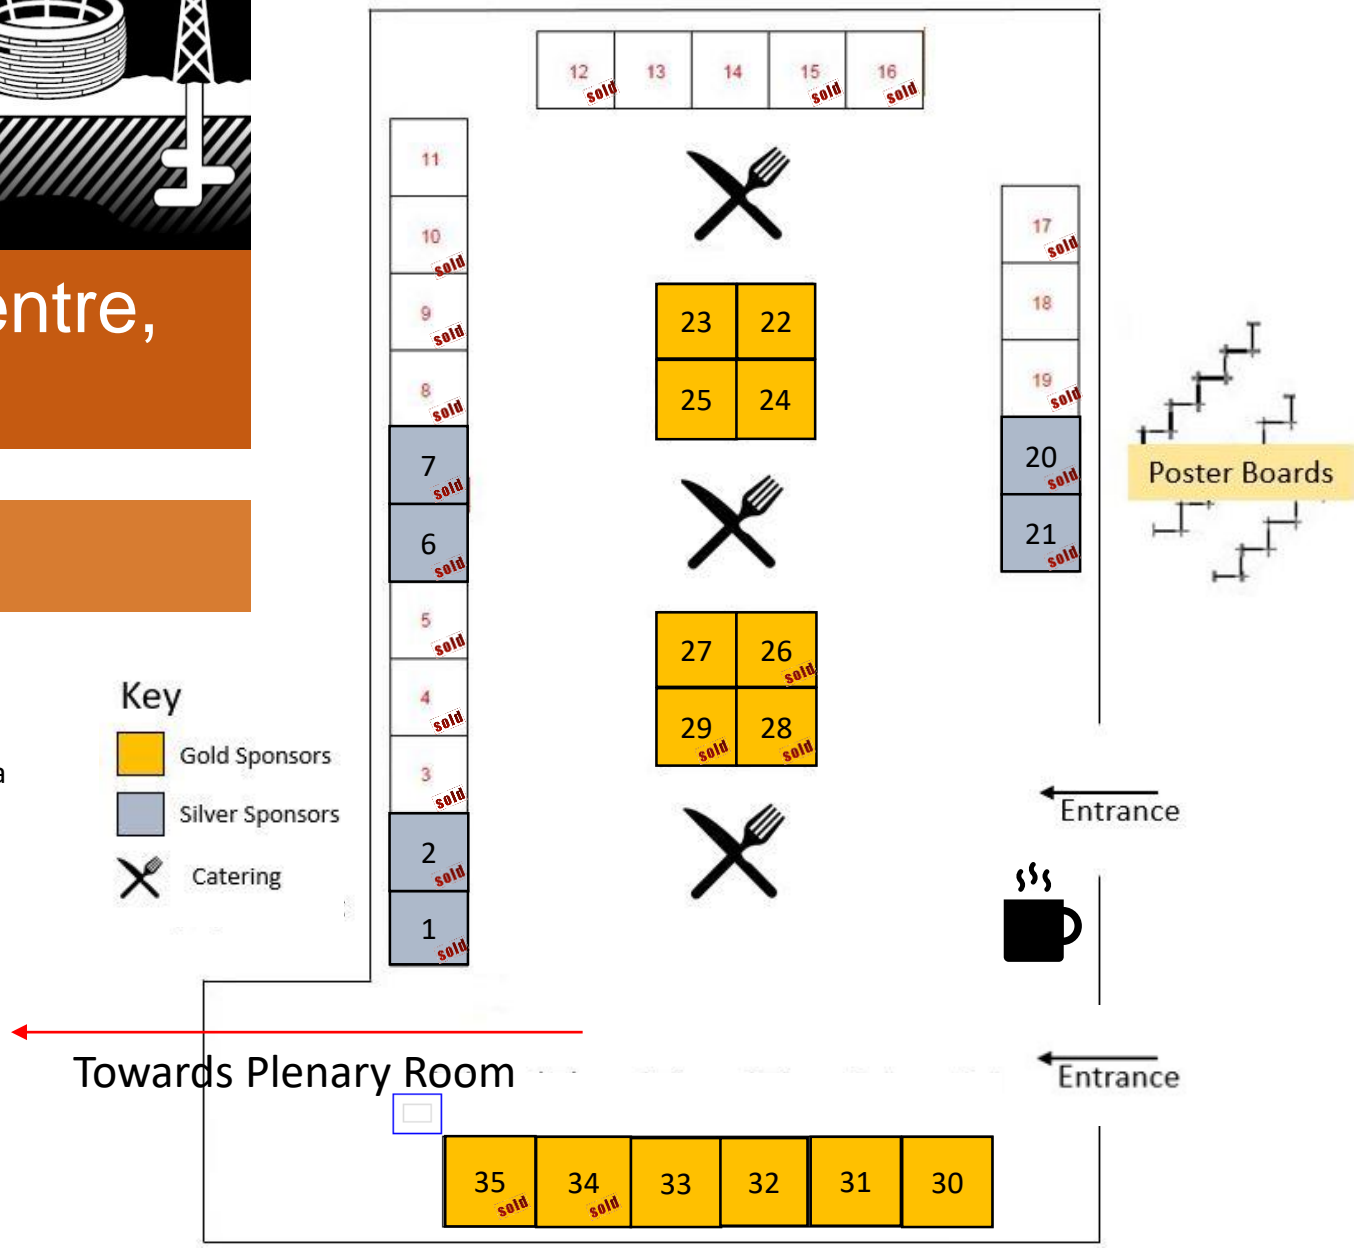 entre,
12 sold 13 14 15 sold 16 sold
11
10 sold
9 sold
8 sold
7 sold
6 sold
5 sold
4 sold
3 sold
2 sold
1 sold
23 22
25 24
27 26 sold
29 sold 28 sold
17 sold
18
19 sold
20 sold
21 sold
Poster Boards
Key
Gold Sponsors
Silver Sponsors
Catering
a
Entrance
Entrance
Towards Plenary Room
35 sold 34 sold 33 32 31 30